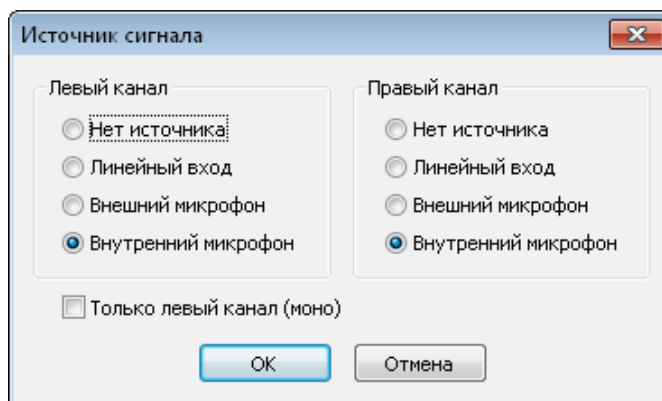 Источник сигнала
Левый канал
Нет источника
Линейный вход
Внешний микрофон
Внутренний микрофон
Правый канал
Нет источника
Линейный вход
Внешний микрофон
Внутренний микрофон
Только левый канал (моно)
OK
Отмена